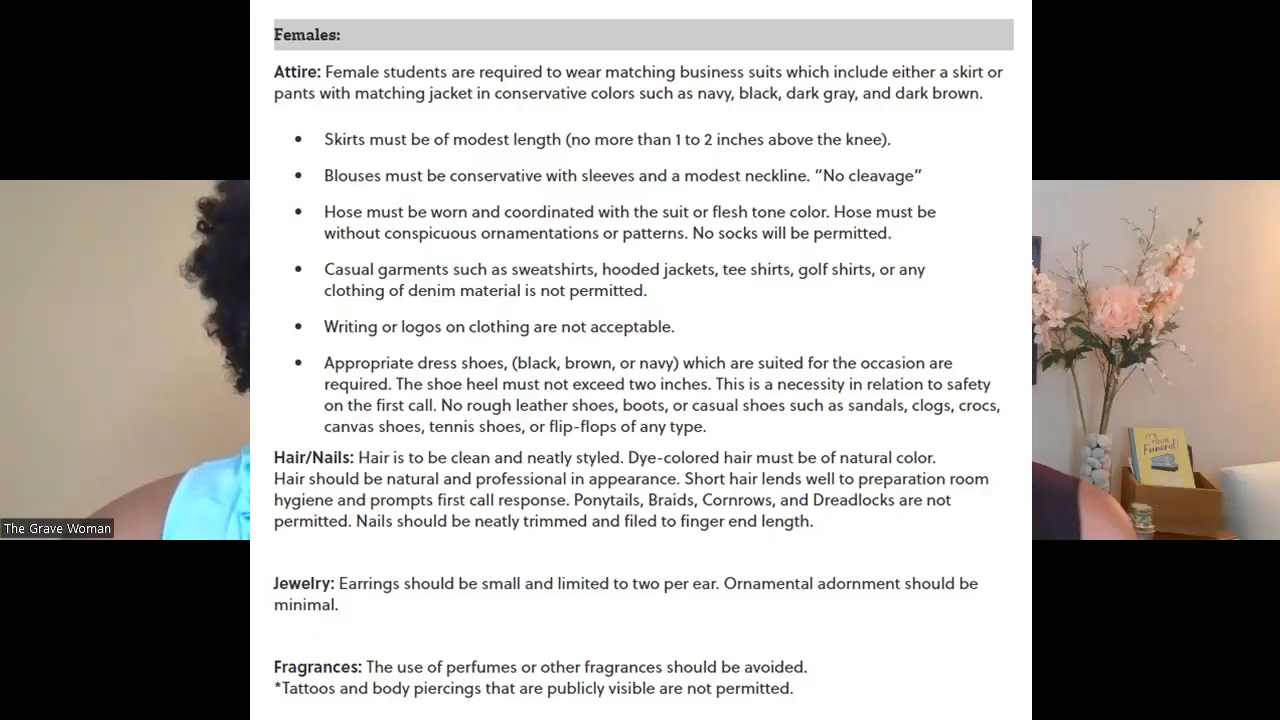 Females:
Attire: Female students are required to wear matching business suits which include either a skirt or
pants with matching jacket in conservative colors such as navy, black, dark gray, and dark brown.
• Skirts must be of modest length (no more than 1 to 2 inches above the knee).
• Blouses must be conservative with sleeves and a modest neckline. “No cleavage”
• Hose must be worn and coordinated with the suit or flesh tone color. Hose must be
without conspicuous ornamentations or patterns. No socks will be permitted.
• Casual garments such as sweatshirts, hooded jackets, tee shirts, golf shirts, or any
clothing of denim material is not permitted.
• Writing or logos on clothing are not acceptable.
• Appropriate dress shoes, (black, brown, or navy) which are suited for the occasion are
required. The shoe heel must not exceed two inches. This is a necessity in relation to safety
on the first call. No rough leather shoes, boots, or casual shoes such as sandals, clogs, crocs,
canvas shoes, tennis shoes, or flip-flops of any type.
Hair/Nails: Hair is to be clean and neatly styled. Dye-colored hair must be of natural color.
Hair should be natural and professional in appearance. Short hair lends well to preparation room
hygiene and prompts first call response. Ponytails, Braids, Cornrows, and Dreadlocks are not
permitted. Nails should be neatly trimmed and filed to finger end length.
Jewelry: Earrings should be small and limited to two per ear. Ornamental adornment should be
minimal.
Fragrances: The use of perfumes or other fragrances should be avoided.
*Tattoos and body piercings that are publicly visible are not permitted.
The Grave Woman
IT'S YOUR
Funeral!